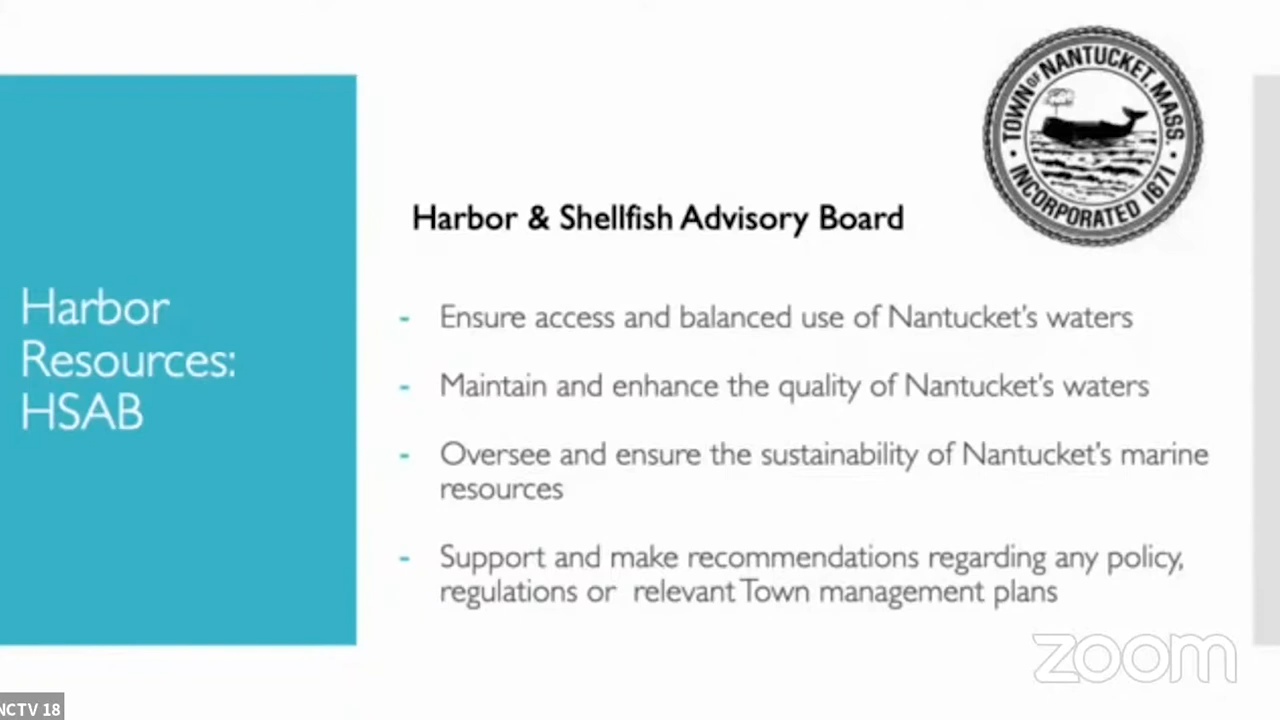 TOWN OF NANTUCKET, MASS.
INCORPORATED 1671
Harbor & Shellfish Advisory Board
Harbor
Resources:
HSAB
- Ensure access and balanced use of Nantucket's waters
- Maintain and enhance the quality of Nantucket's waters
- Oversee and ensure the sustainability of Nantucket's marine
resources
- Support and make recommendations regarding any policy,
regulations or relevant Town management plans
zoom
NCTV 18